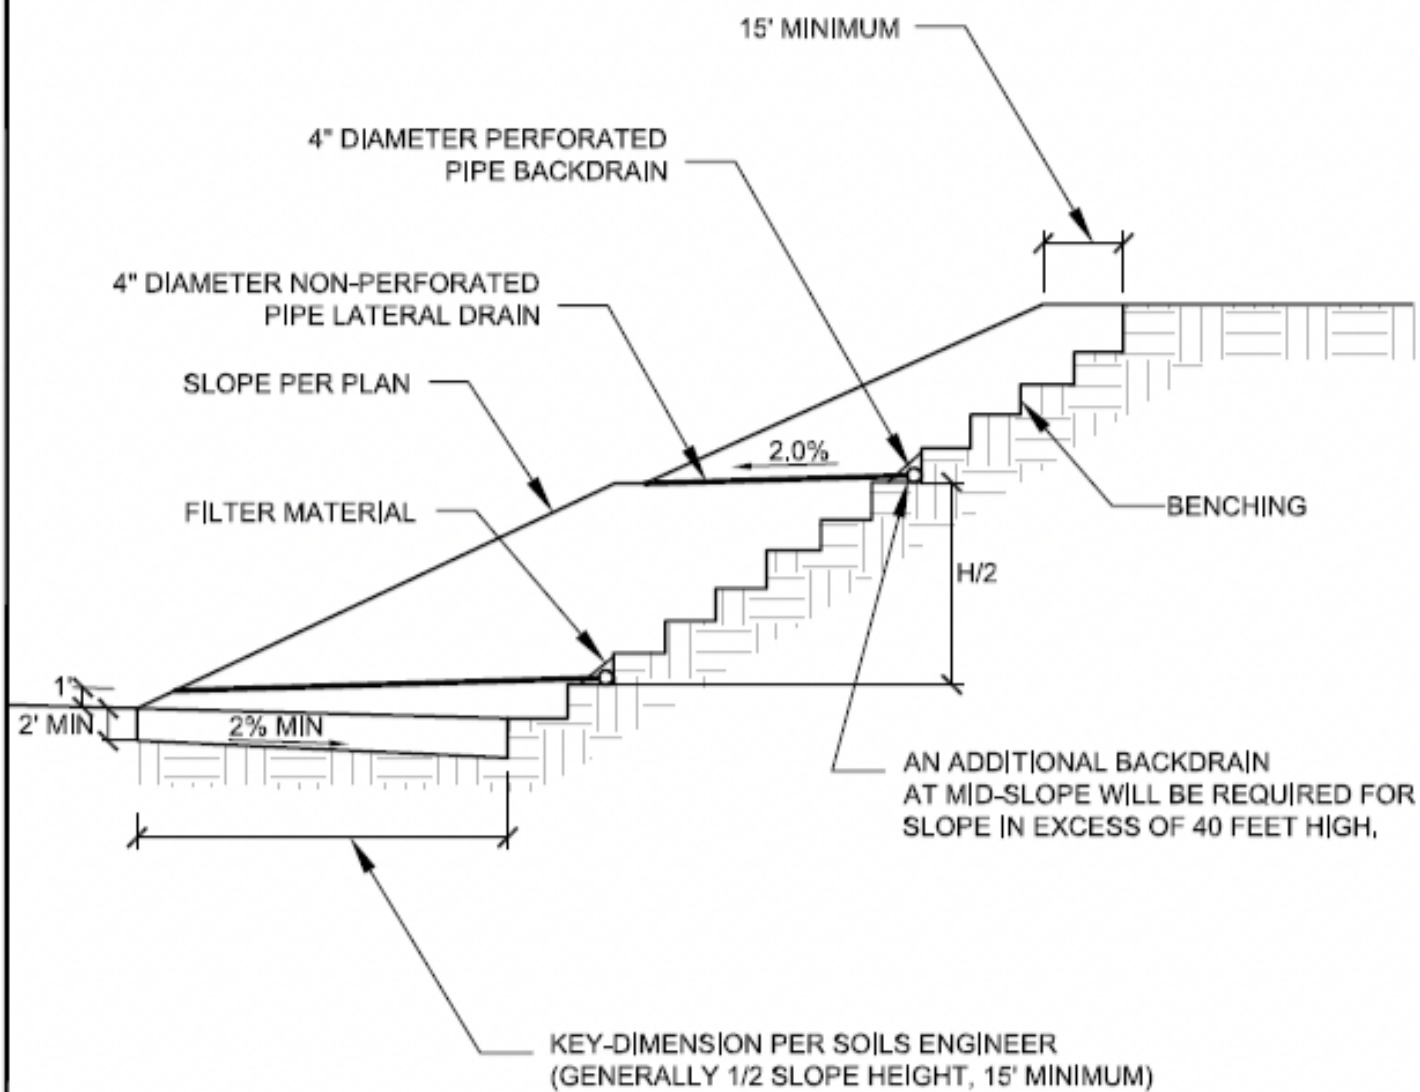 15' MINIMUM
4" DIAMETER PERFORATED
PIPE BACKDRAIN
4" DIAMETER NON-PERFORATED
PIPE LATERAL DRAIN
SLOPE PER PLAN
2.0%
FILTER MATERIAL
BENCHING
H/2
1"
2' MIN
2% MIN
AN ADDITIONAL BACKDRAIN
AT MID-SLOPE WILL BE REQUIRED FOR
SLOPE IN EXCESS OF 40 FEET HIGH.
KEY-DIMENSION PER SOILS ENGINEER
(GENERALLY 1/2 SLOPE HEIGHT, 15' MINIMUM)